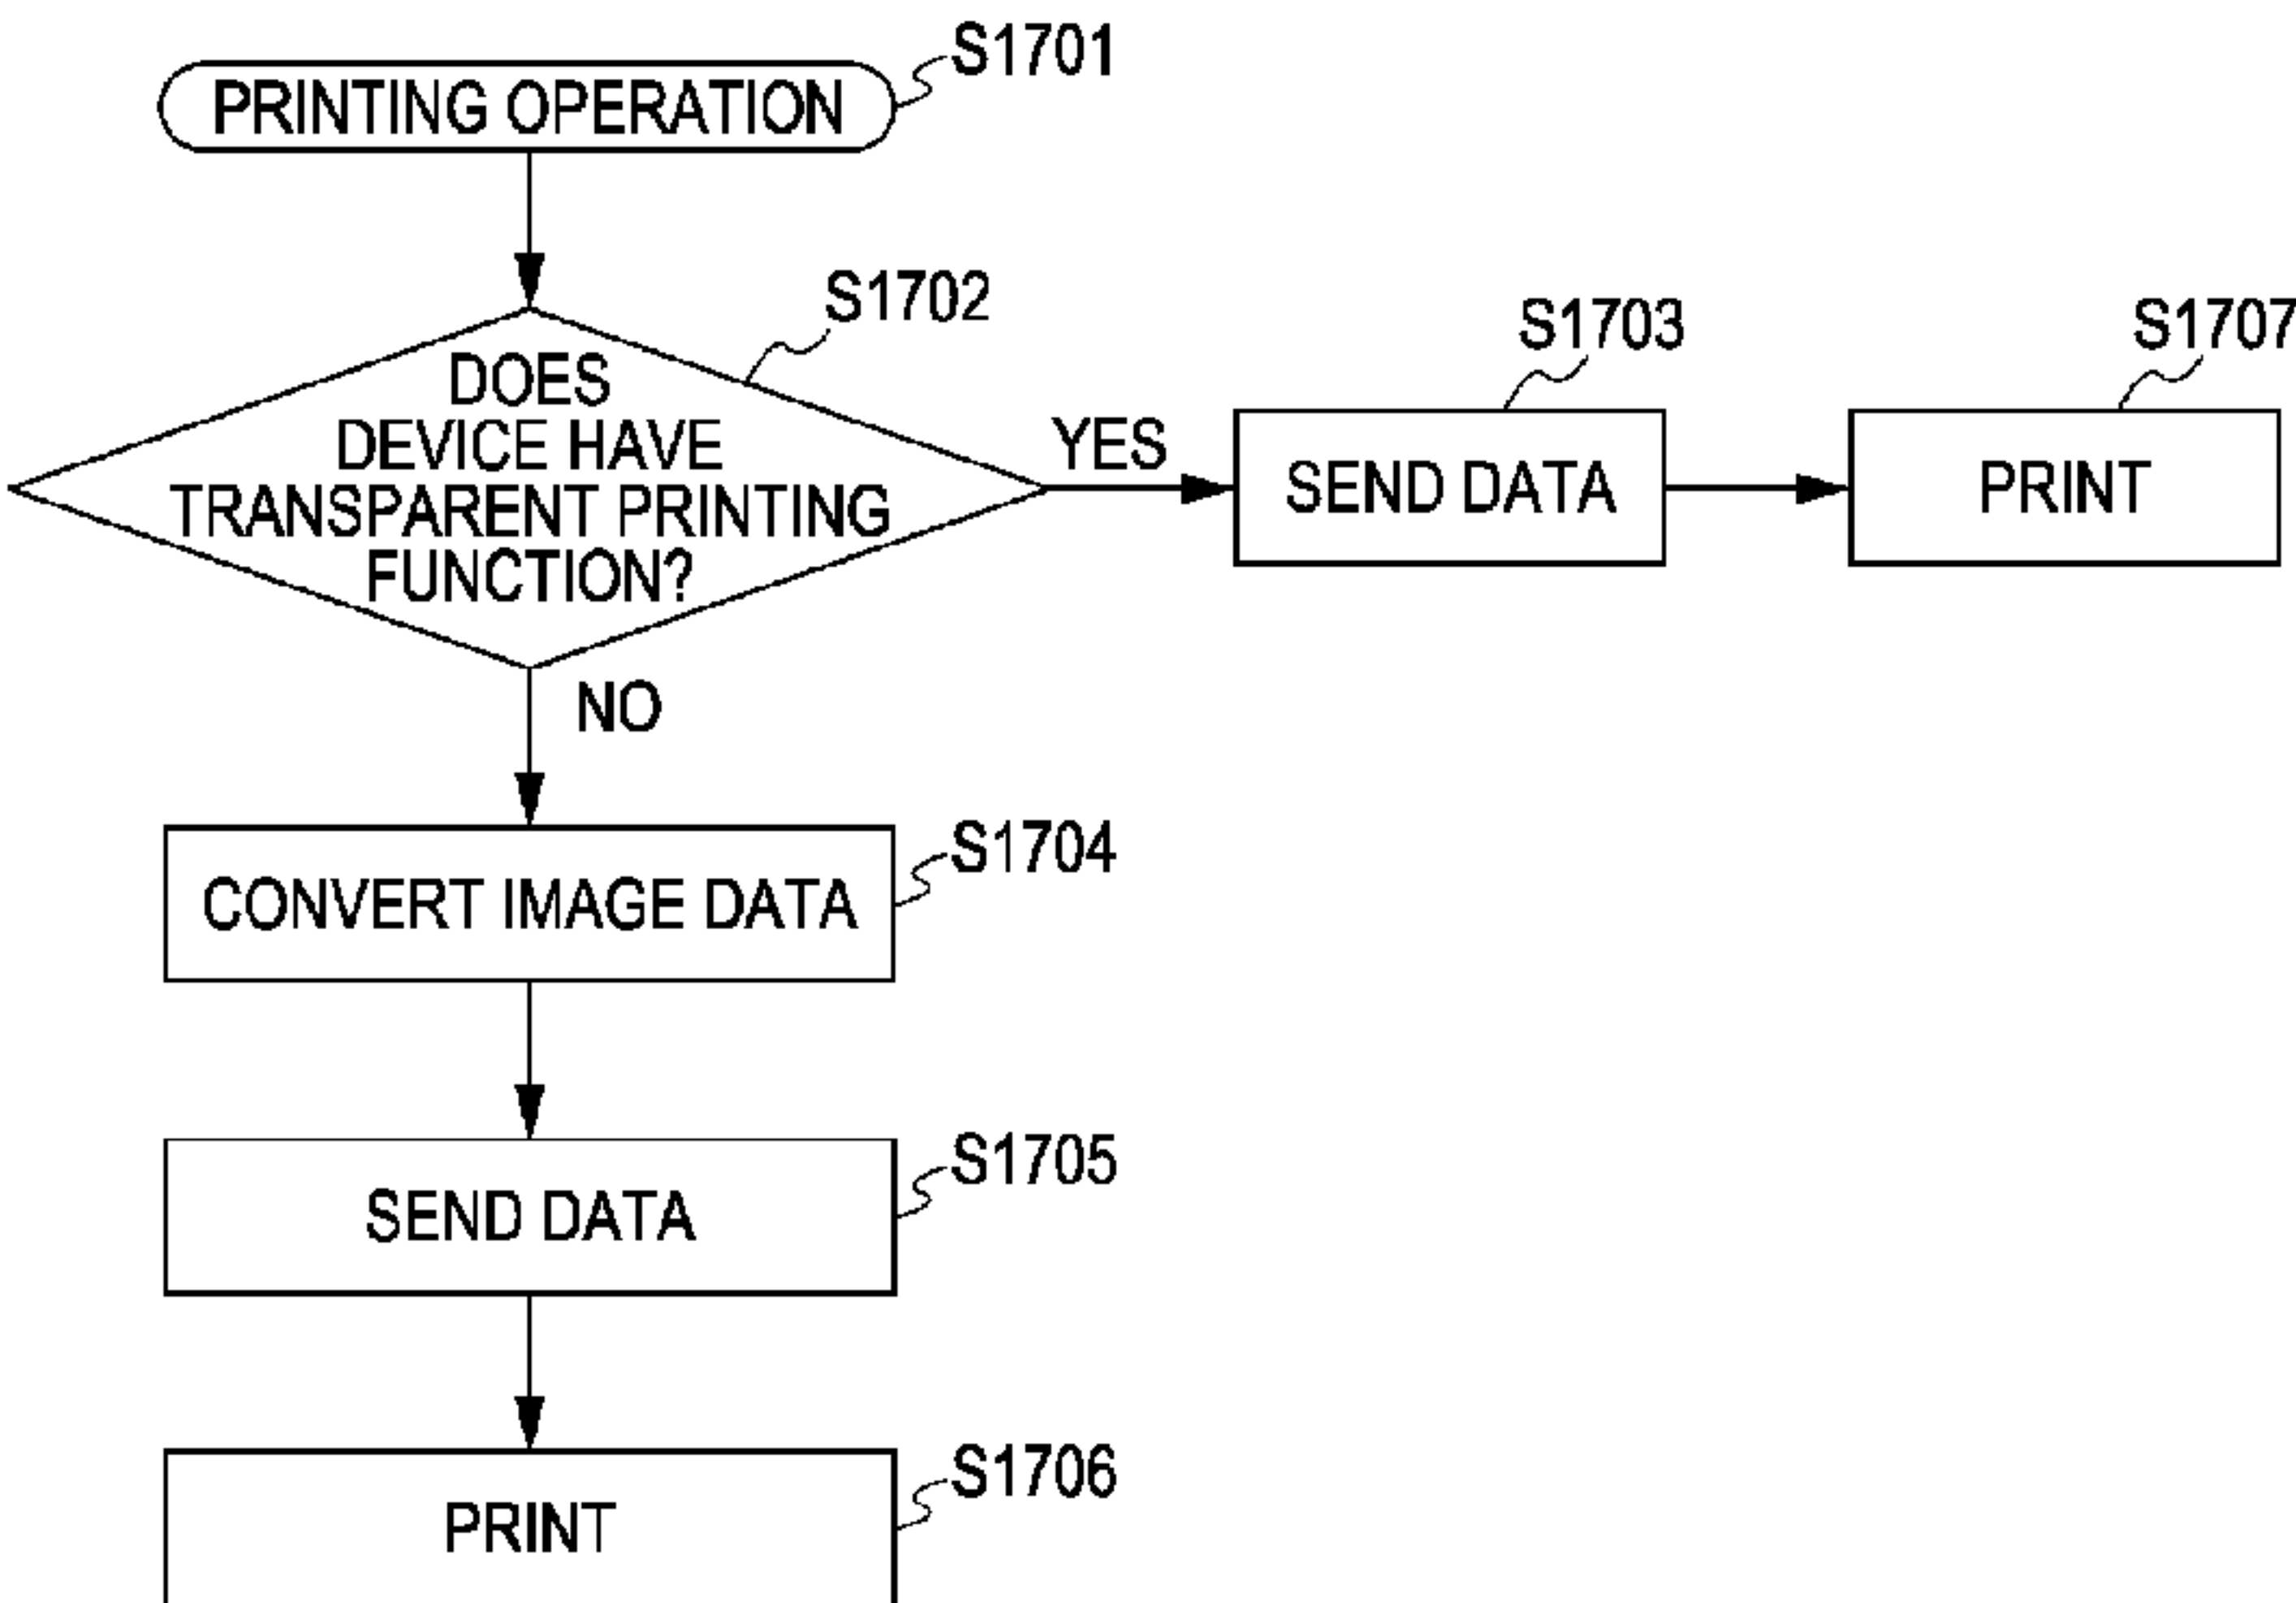 S1701
PRINTING OPERATION
S1702
DOES
DEVICE HAVE
TRANSPARENT PRINTING
FUNCTION?
YES
S1703
SEND DATA
S1707
PRINT
NO
S1704
CONVERT IMAGE DATA
S1705
SEND DATA
S1706
PRINT